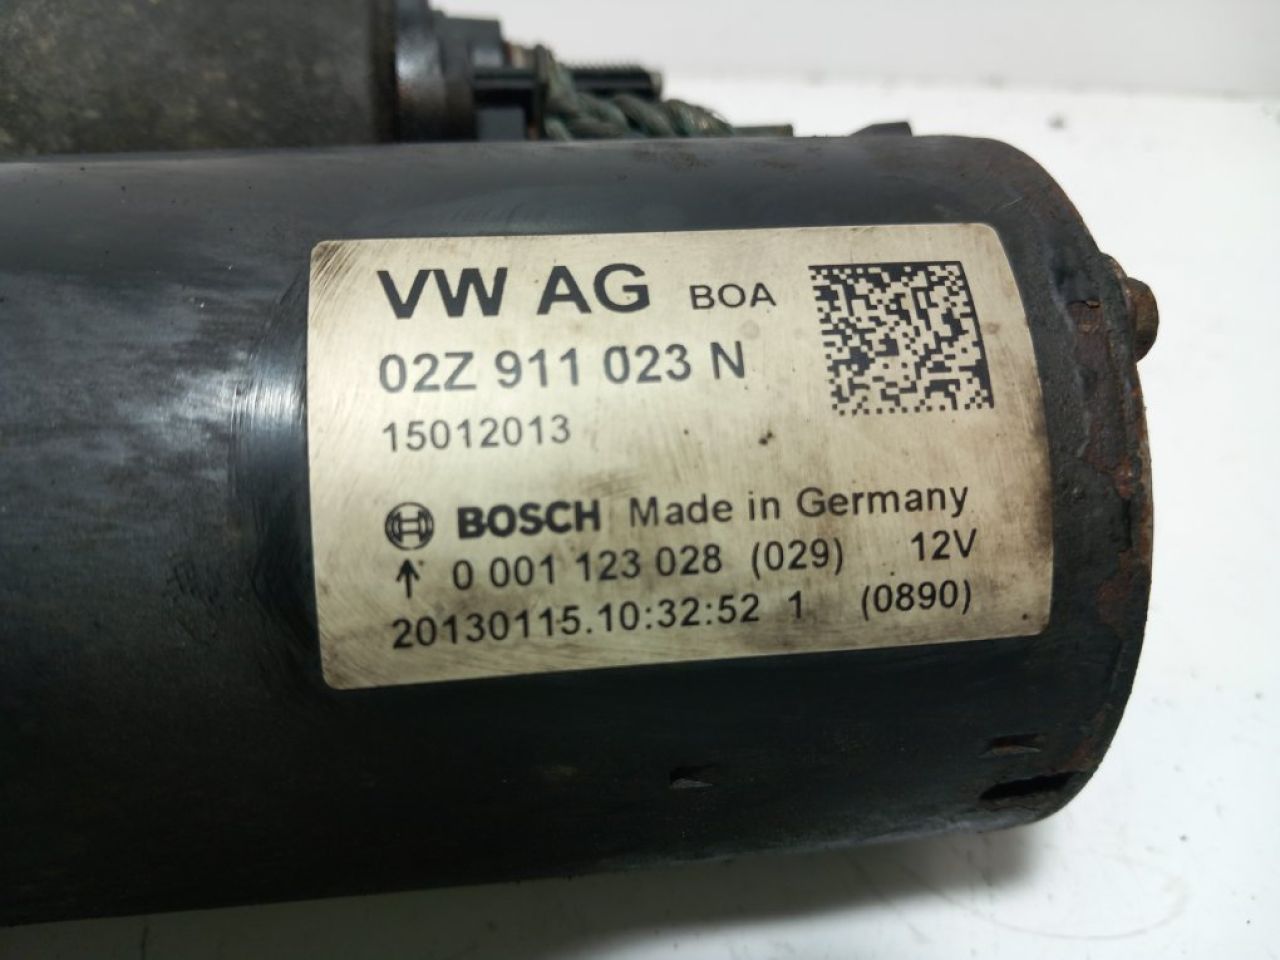 VW AG BOA
02Z 911 023 N
15012013
BOSCH Made in Germany
↑ 0 001 123 028 (029) 12V
20130115.10:32:52 1 (0890)